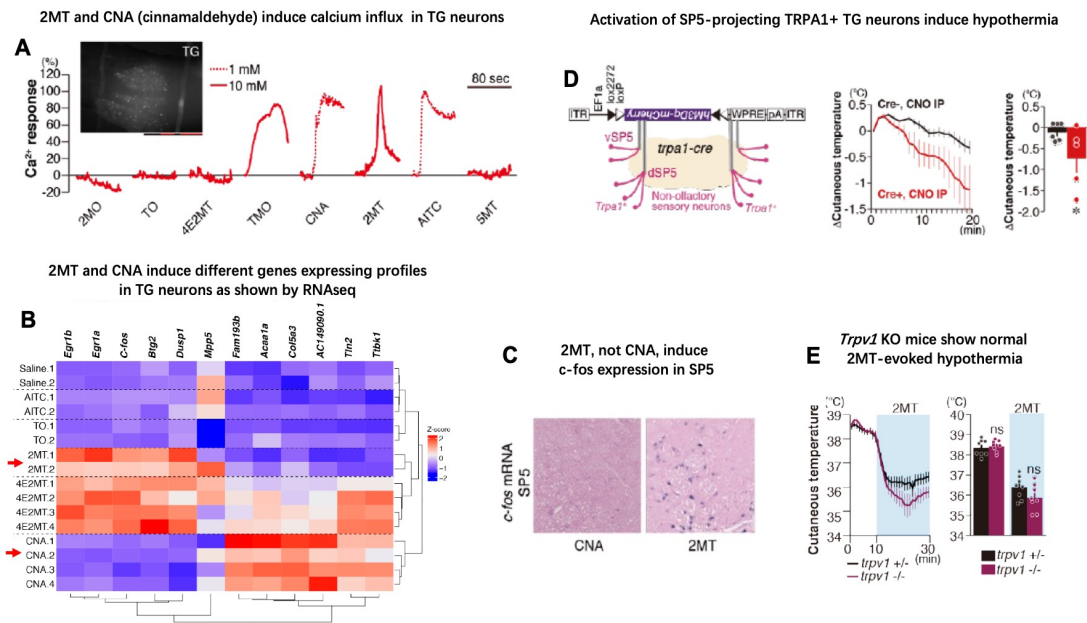 2MT and CNA (cinnamaldehyde) induce calcium influx in TG neurons
A
TG
1 mM
10 mM
80 sec
(%)
Ca²⁺ response
120
100
80
60
40
20
0
-20
2MO
TO
4E2MT
TMO
CNA
2MT
AITC
5MT
2MT and CNA induce different genes expressing profiles
in TG neurons as shown by RNAseq
B
Egr1b
Egr1a
C-fos
Btg2
Dusp1
Mpp5
Fam193b
Acaa1a
Col5a3
AC149090.1
Tln2
Ttbk1
Saline.1
Saline.2
AITC.1
AITC.2
TO.1
TO.2
2MT.1
2MT.2
4E2MT.1
4E2MT.2
4E2MT.3
4E2MT.4
CNA.1
CNA.2
CNA.3
CNA.4
Z-score
2
1
0
-1
-2
2MT, not CNA, induce
c-fos expression in SP5
C
c-fos mRNA
SP5
CNA
2MT
Activation of SP5-projecting TRPA1+ TG neurons induce hypothermia
D
ITR
EF1a
lox2272
loxP
hM3Dq-mCherry
WPRE
pA
ITR
vSP5
trpa1-cre
dSP5
Non-olfactory
sensory neurons
Trpa1⁺
Trpa1⁺
(°C)
ΔCutaneous temperature
0.5
0
-0.5
-1
-1.5
Cre-, CNO IP
Cre+, CNO IP
0
10
20
(min)
(°C)
ΔCutaneous temperature
0.5
0
-0.5
-1.0
-1.5
-2.0
*
Trpv1 KO mice show normal
2MT-evoked hypothermia
E
(°C)
2MT
Cutaneous temperature
39
38
37
36
35
34
0
10
30
(min)
trpv1 +/-
trpv1 -/-
(°C)
2MT
40
39
38
37
36
35
34
ns
ns
trpv1 +/-
trpv1 -/-